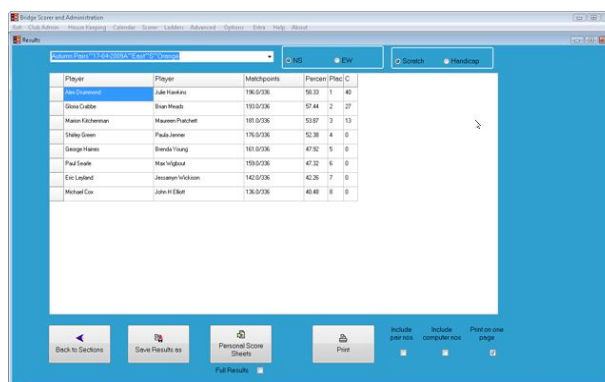 Bridge Scorer and Administration
Exit Club Admin House Keeping Calendar Scorer Ladders Advanced Options Extra Help About
Results
Autumn Pairs"'17-04-2009A"'East"'S"'Orange
NS EW Scratch Handicap
Player Player Matchpoints Percen Plac C
Alex Drummond Julie Hawkins 196.0/336 58.33 1 40
Gloria Crabbe Brian Meads 193.0/336 57.44 2 27
Marion Kitcherman Maureen Pratchett 181.0/336 53.87 3 13
Shirley Green Paula Jenner 176.0/336 52.38 4 0
George Haines Brenda Young 161.0/336 47.92 5 0
Paul Searle Max Wigbout 159.0/336 47.32 6 0
Eric Leyland Jessamyn Wickson 142.0/336 42.26 7 0
Michael Cox John H Elliott 136.0/336 40.48 8 0
Include pair nos Include computer nos Print on one page
Back to Sections Save Results as Personal Score Sheets Print
Full Results